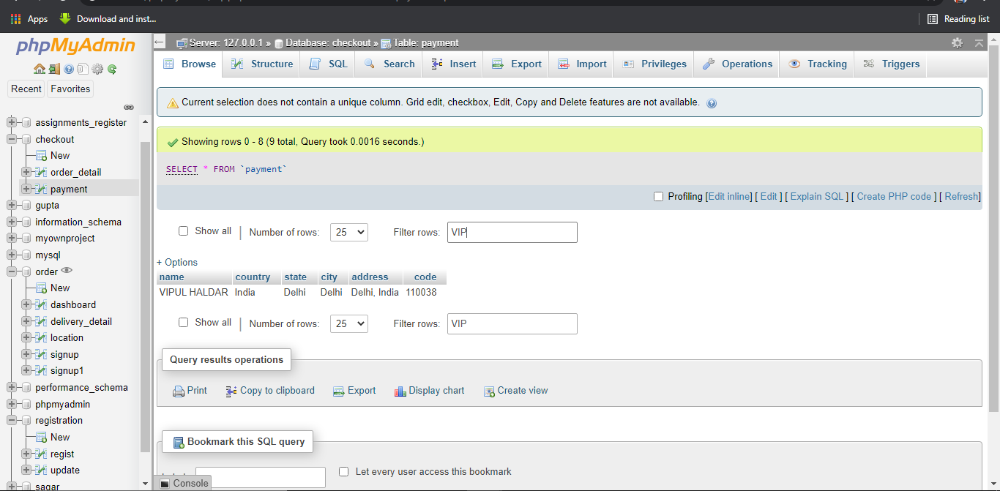 Apps
Download and inst...
Reading list
phpMyAdmin
Recent
Favorites
assignments_register
checkout
New
order_detail
payment
gupta
information_schema
myownproject
mysql
order
New
dashboard
delivery_detail
location
signup
signup1
performance_schema
phpmyadmin
registration
New
regist
update
sagar
Server: 127.0.0.1 » Database: checkout » Table: payment
Browse Structure SQL Search Insert Export Import Privileges Operations Tracking Triggers
Current selection does not contain a unique column. Grid edit, checkbox, Edit, Copy and Delete features are not available.
Showing rows 0 - 8 (9 total, Query took 0.0016 seconds.)
SELECT * FROM `payment`
Profiling [Edit inline] [ Edit ] [ Explain SQL ] [ Create PHP code ] [ Refresh]
Show all | Number of rows: 25 Filter rows: VIP
+ Options
name country state city address code
VIPUL HALDAR India Delhi Delhi Delhi, India 110038
Show all | Number of rows: 25 Filter rows: VIP
Query results operations
Print Copy to clipboard Export Display chart Create view
Bookmark this SQL query
Let every user access this bookmark
Console